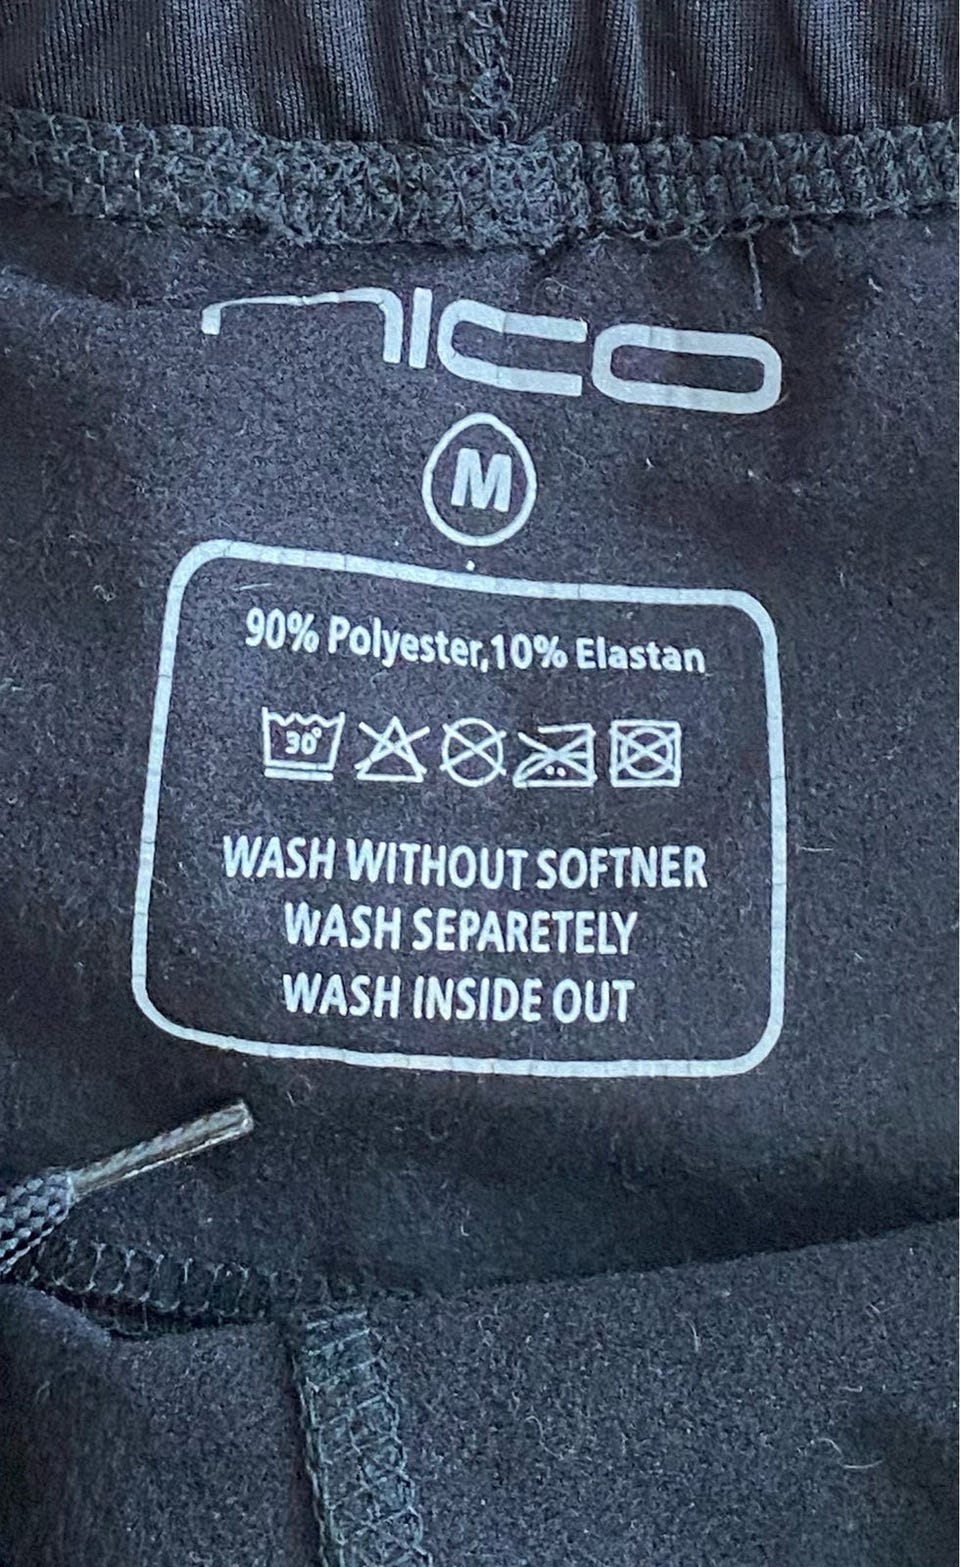 nico
M
90% Polyester,10% Elastan
30°
WASH WITHOUT SOFTNER
WASH SEPARETELY
WASH INSIDE OUT